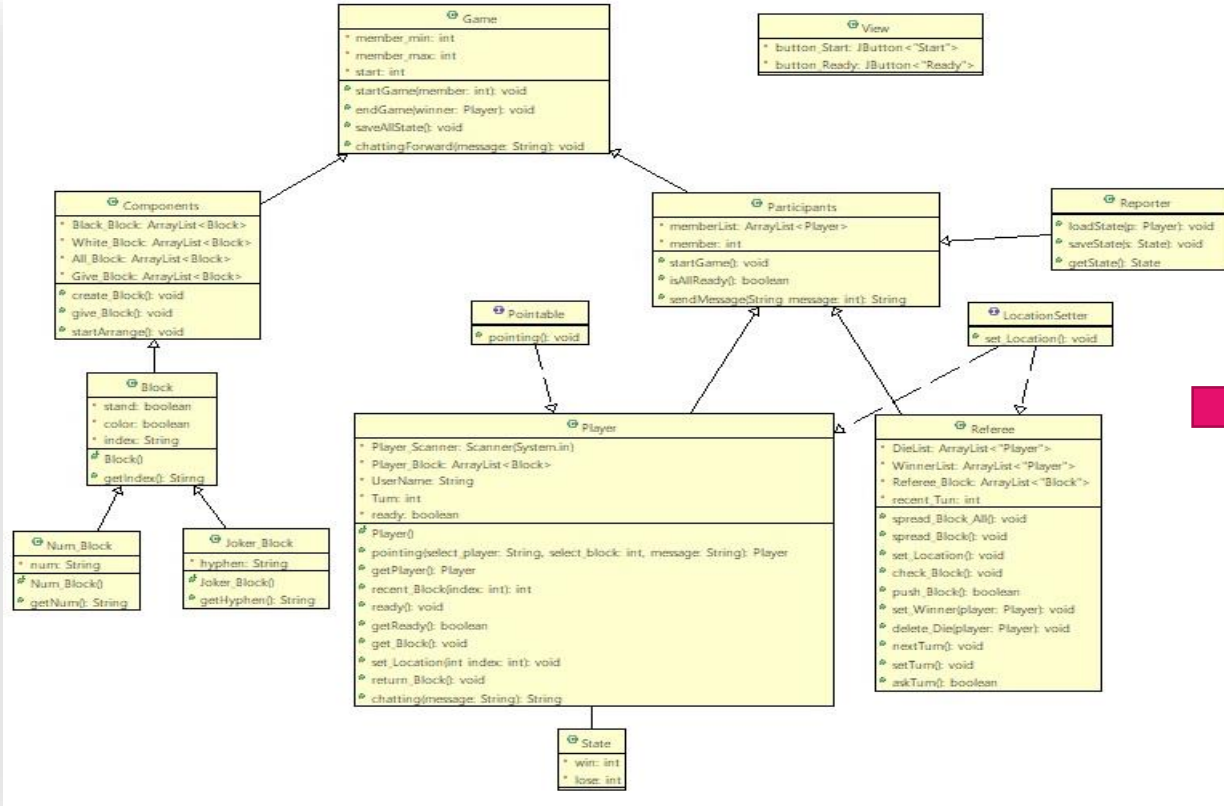 Game
member_min: int
member_max: int
start: int
startGame(member: int): void
endGame(winner: Player): void
saveAllState(): void
chattingForward(message: String): void
View
button_Start: JButton<"Start">
button_Ready: JButton<"Ready">
Components
Black_Block: ArrayList<Block>
White_Block: ArrayList<Block>
All_Block: ArrayList<Block>
Give_Block: ArrayList<Block>
create_Block(): void
give_Block(): void
startArrange(): void
Participants
memberList: ArrayList<Player>
member: int
startGame(): void
isAllReady(): boolean
sendMessage(String message: int): String
Reporter
loadState(p: Player): void
saveState(s: State): void
getState(): State
Pointable
pointing(): void
LocationSetter
set_Location(): void
Block
stand: boolean
color: boolean
index: String
Block()
getIndex(): Stirng
Num_Block
num: String
Num_Block()
getNum(): String
Joker_Block
hyphen: String
Joker_Block()
getHyphen(): String
Player
Player_Scanner: Scanner(System.in)
Player_Block: ArrayList<Block>
UserName: String
Turn: int
ready: boolean
Player()
pointing(select_player: String, select_block: int, message: String): Player
getPlayer(): Player
recent_Block(index: int): int
ready(): void
getReady(): boolean
get_Block(): void
set_Location(int index: int): void
return_Block(): void
chatting(message: String): String
Referee
DieList: ArrayList<"Player">
WinnerList: ArrayList<"Player">
Referee_Block: ArrayList<"Block">
recent_Tun: int
spread_Block_All(): void
spread_Block(): void
set_Location(): void
check_Block(): void
push_Block(): boolean
set_Winner(player: Player): void
delete_Die(player: Player): void
nextTurn(): void
setTurn(): void
askTurn(): boolean
State
win: int
lose: int